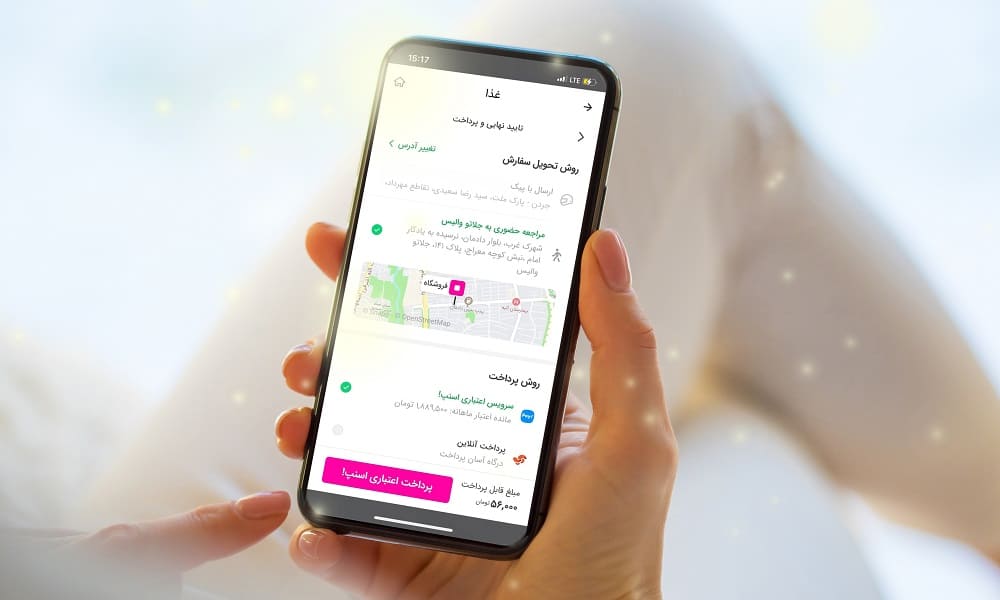 15:17
LTE
غذا
تایید نهایی و پرداخت
روش تحویل سفارش
تغییر آدرس
ارسال با پیک
جردن - پارک ملت، سید رضا سعیدی، تقاطع مهرداد،
مراجعه حضوری به جلاتو والیس
شهرک غرب، بلوار دادمان، نرسیده به یادگار
امام، نبش کوچه معراج، پلاک ۱۴۱، جلاتو
والیس
فروشگاه
© Snapp © OpenStreetMap
روش پرداخت
سرویس اعتباری اسنپ!
مانده اعتبار ماهانه: ۱,۸۸۹,۵۰۰ تومان
پرداخت آنلاین
درگاه آسان پرداخت
مبلغ قابل پرداخت
۵۶,۰۰۰ تومان
پرداخت اعتباری اسنپ!